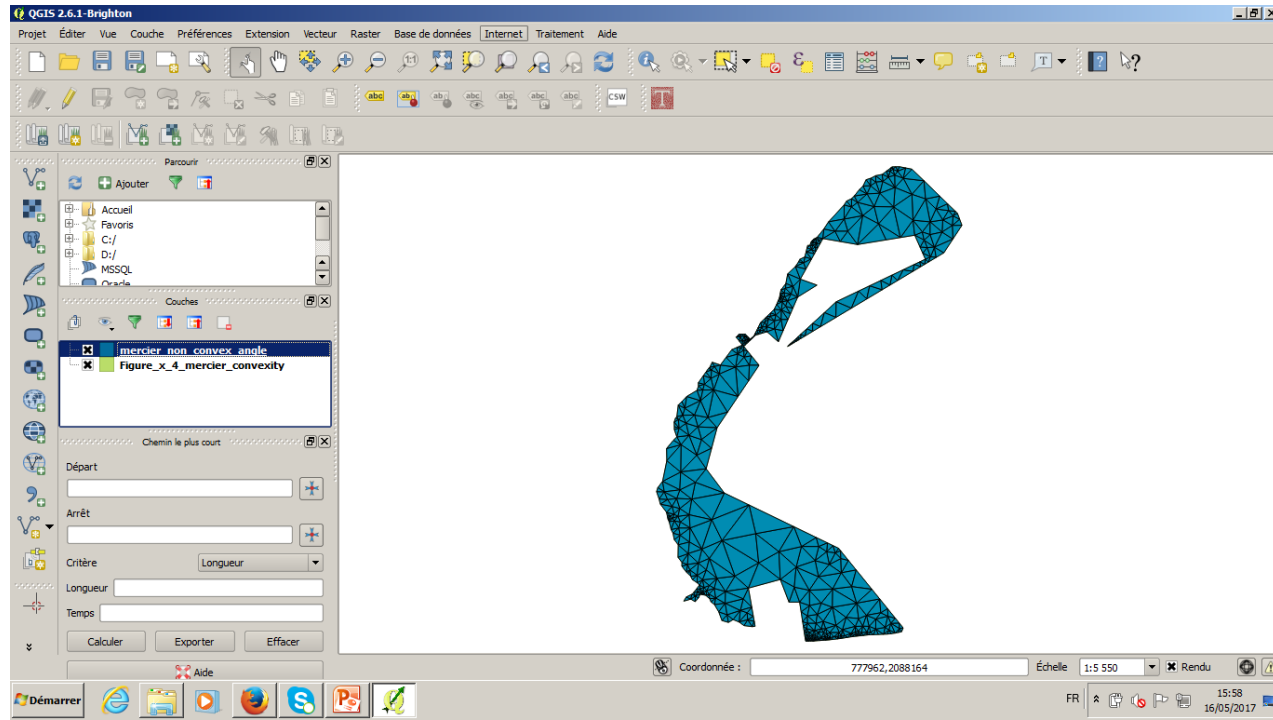 QGIS 2.6.1-Brighton
Projet Éditer Vue Couche Préférences Extension Vecteur Raster Base de données Internet Traitement Aide
abc
CSW
Parcourir
Ajouter
Accueil
Favoris
C:/
D:/
MSSQL
Oracle
Couches
mercier_non_convex_angle
Figure_x_4_mercier_convexity
Chemin le plus court
Départ
Arrêt
Critère Longueur
Longueur
Temps
Calculer Exporter Effacer
Aide
Coordonnée : 777962,2088164 Échelle 1:5 550 Rendu
Démarrer FR 15:58
16/05/2017